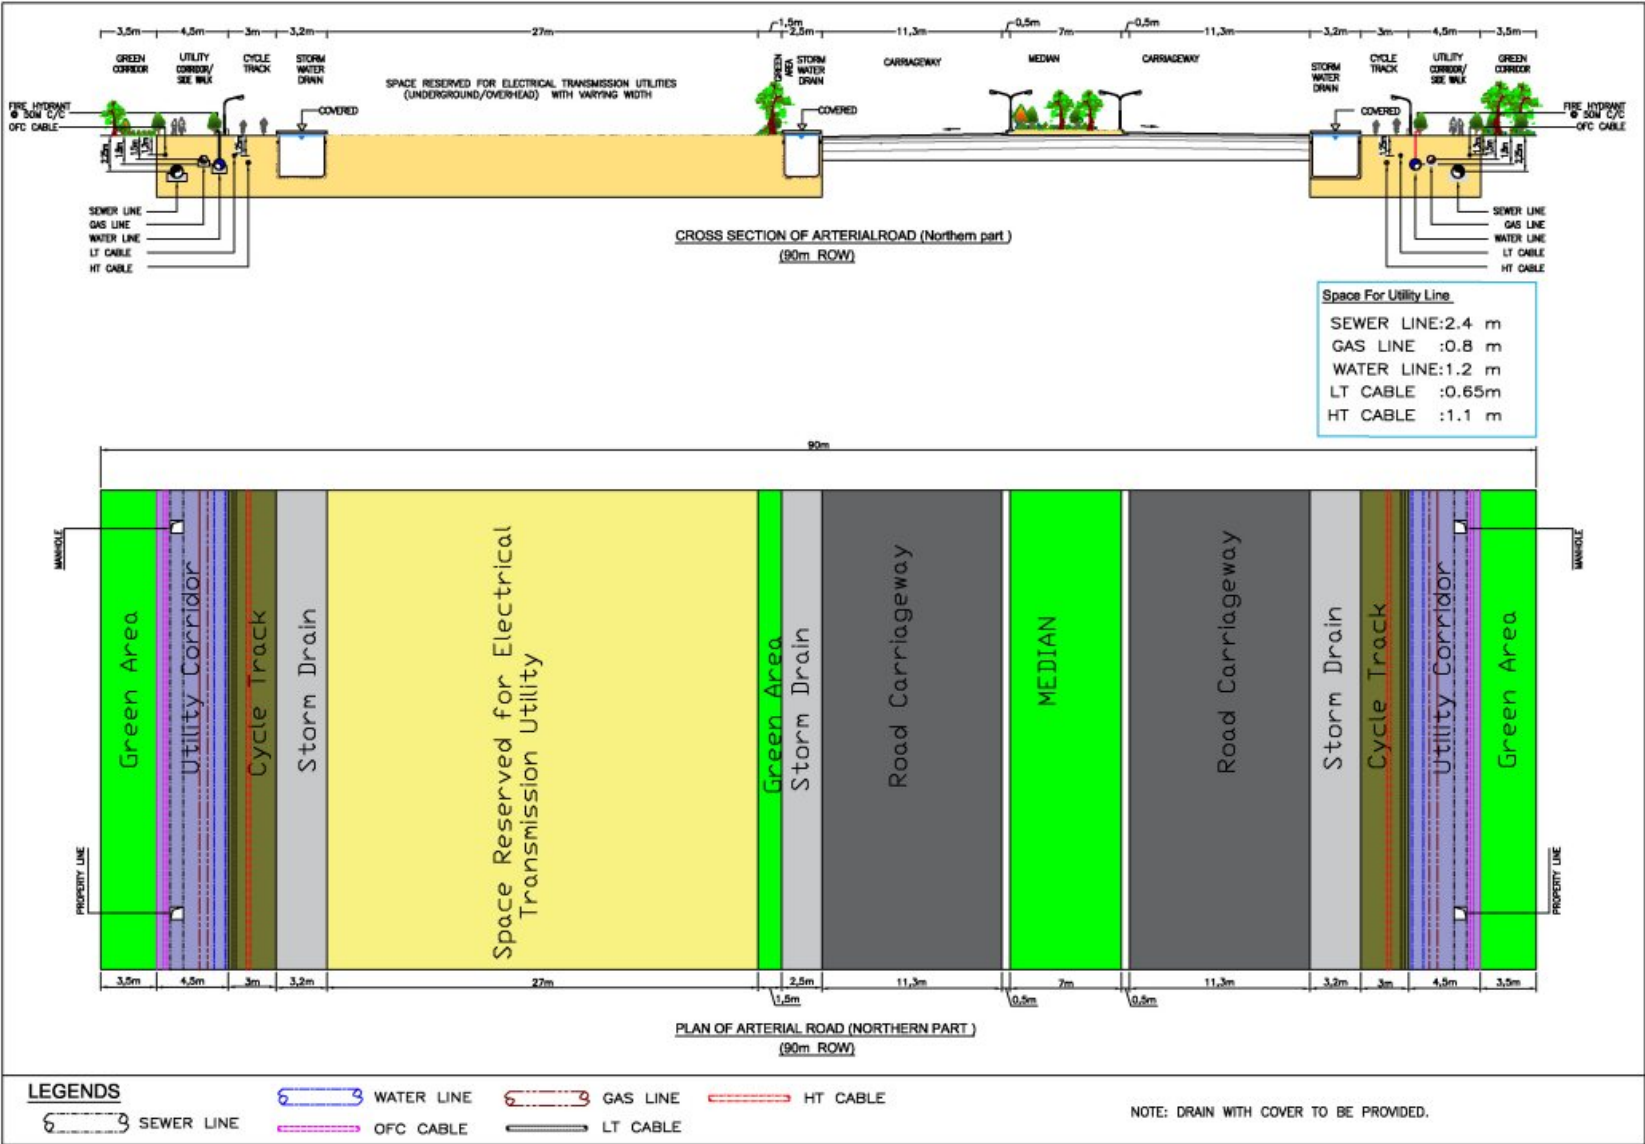 3,5m 4,5m 3m 3,2m 27m 1,5m 2,5m 11,3m 0,5m 7m 0,5m 11,3m 3,2m 3m 4,5m 3,5m
GREEN CORRIDOR
UTILITY CORRIDOR/ SIDE WALK
CYCLE TRACK
STORM WATER DRAIN
SPACE RESERVED FOR ELECTRICAL TRANSMISSION UTILITIES
(UNDERGROUND/OVERHEAD) WITH VARYING WIDTH
GREEN AREA
STORM WATER DRAIN
CARRIAGEWAY
MEDIAN
CARRIAGEWAY
STORM WATER DRAIN
CYCLE TRACK
UTILITY CORRIDOR/ SIDE WALK
GREEN CORRIDOR
FIRE HYDRANT
@ 50M C/C
OFC CABLE
COVERED
COVERED
COVERED
FIRE HYDRANT
@ 50M C/C
OFC CABLE
SEWER LINE
GAS LINE
WATER LINE
LT CABLE
HT CABLE
SEWER LINE
GAS LINE
WATER LINE
LT CABLE
HT CABLE
CROSS SECTION OF ARTERIALROAD (Northern part )
(90m ROW)
Space For Utility Line
SEWER LINE:2.4 m
GAS LINE :0.8 m
WATER LINE:1.2 m
LT CABLE :0.65m
HT CABLE :1.1 m
90m
MANHOLE
PROPERTY LINE
Green Area
Utility Corridor
Cycle Track
Storm Drain
Space Reserved for Electrical
Transmission Utility
Green Area
Storm Drain
Road Carriageway
MEDIAN
Road Carriageway
Storm Drain
Cycle Track
Utility Corridor
Green Area
MANHOLE
PROPERTY LINE
3,5m 4,5m 3m 3,2m 27m 1,5m 2,5m 11,3m 0,5m 7m 0,5m 11,3m 3,2m 3m 4,5m 3,5m
PLAN OF ARTERIAL ROAD (NORTHERN PART )
(90m ROW)
LEGENDS
SEWER LINE
WATER LINE
OFC CABLE
GAS LINE
LT CABLE
HT CABLE
NOTE: DRAIN WITH COVER TO BE PROVIDED.